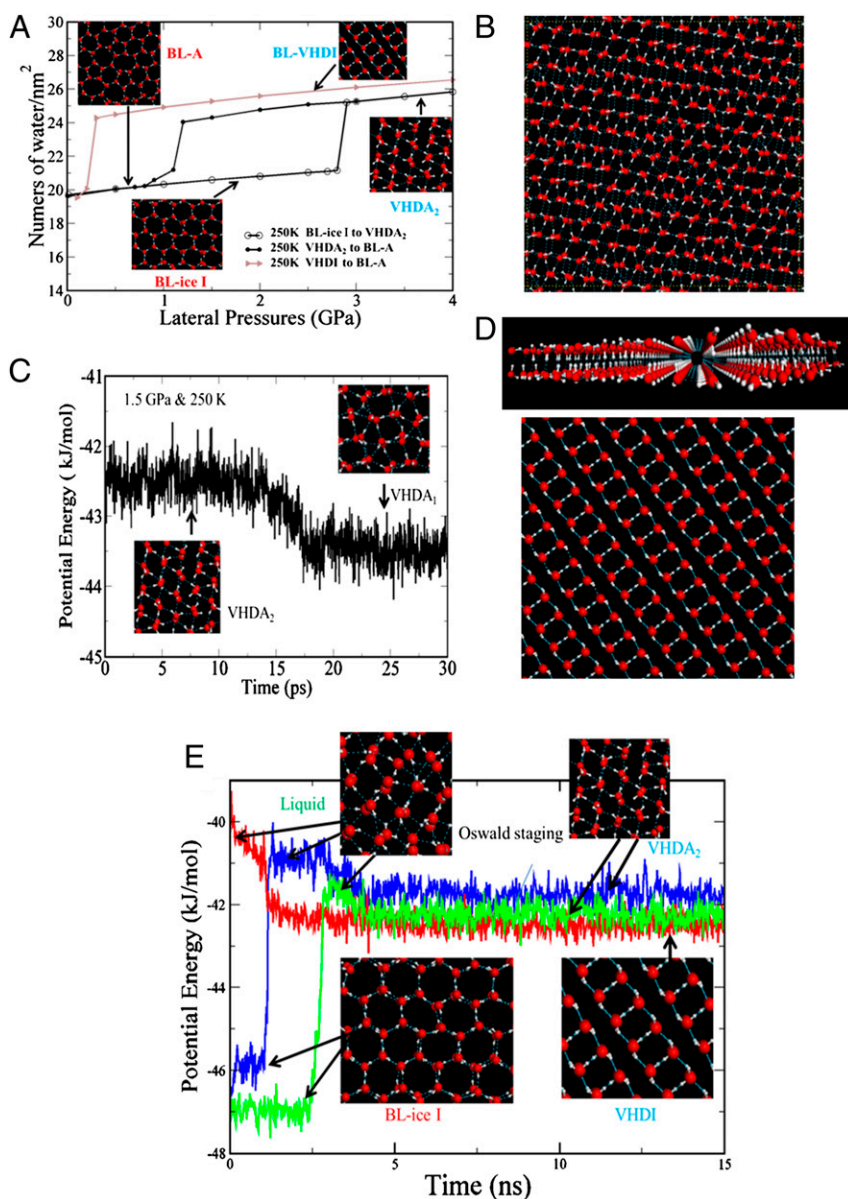 A
Numers of water/nm²
28
26
24
22
20
18
16
14
0
1
2
3
4
Lateral Pressures (GPa)
BL-A
BL-VHDI
VHDA₂
BL-ice I
250K BL-ice I to VHDA₂
250K VHDA₂ to BL-A
250K VHDI to BL-A
B
C
Potential Energy ( kJ/mol)
-41
-42
-43
-44
-45
0
5
10
15
20
25
30
Time (ps)
1.5 GPa & 250 K
VHDA₁
VHDA₂
D
E
Potential Energy (kJ/mol)
-40
-42
-44
-46
-48
0
5
10
15
Time (ns)
Liquid
Oswald staging
VHDA₂
BL-ice I
VHDI